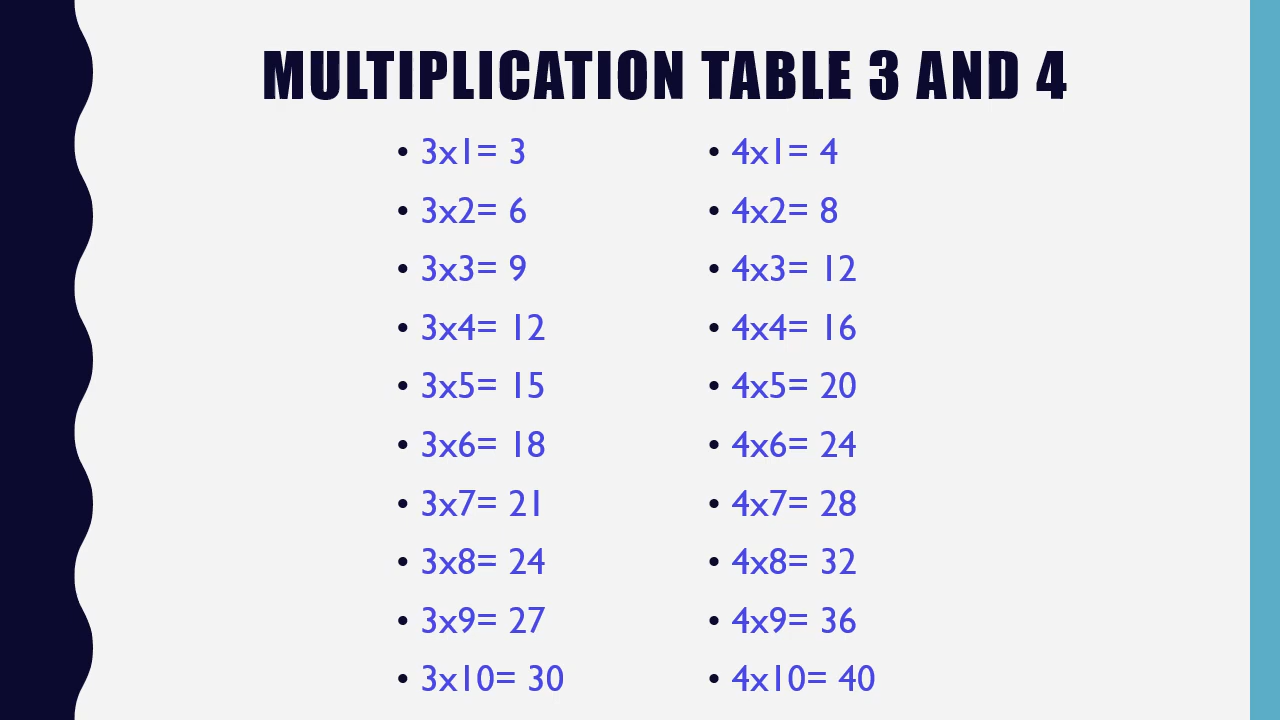 MULTIPLICATION TABLE 3 AND 4
• 3x1= 3
• 3x2= 6
• 3x3= 9
• 3x4= 12
• 3x5= 15
• 3x6= 18
• 3x7= 21
• 3x8= 24
• 3x9= 27
• 3x10= 30
• 4x1= 4
• 4x2= 8
• 4x3= 12
• 4x4= 16
• 4x5= 20
• 4x6= 24
• 4x7= 28
• 4x8= 32
• 4x9= 36
• 4x10= 40